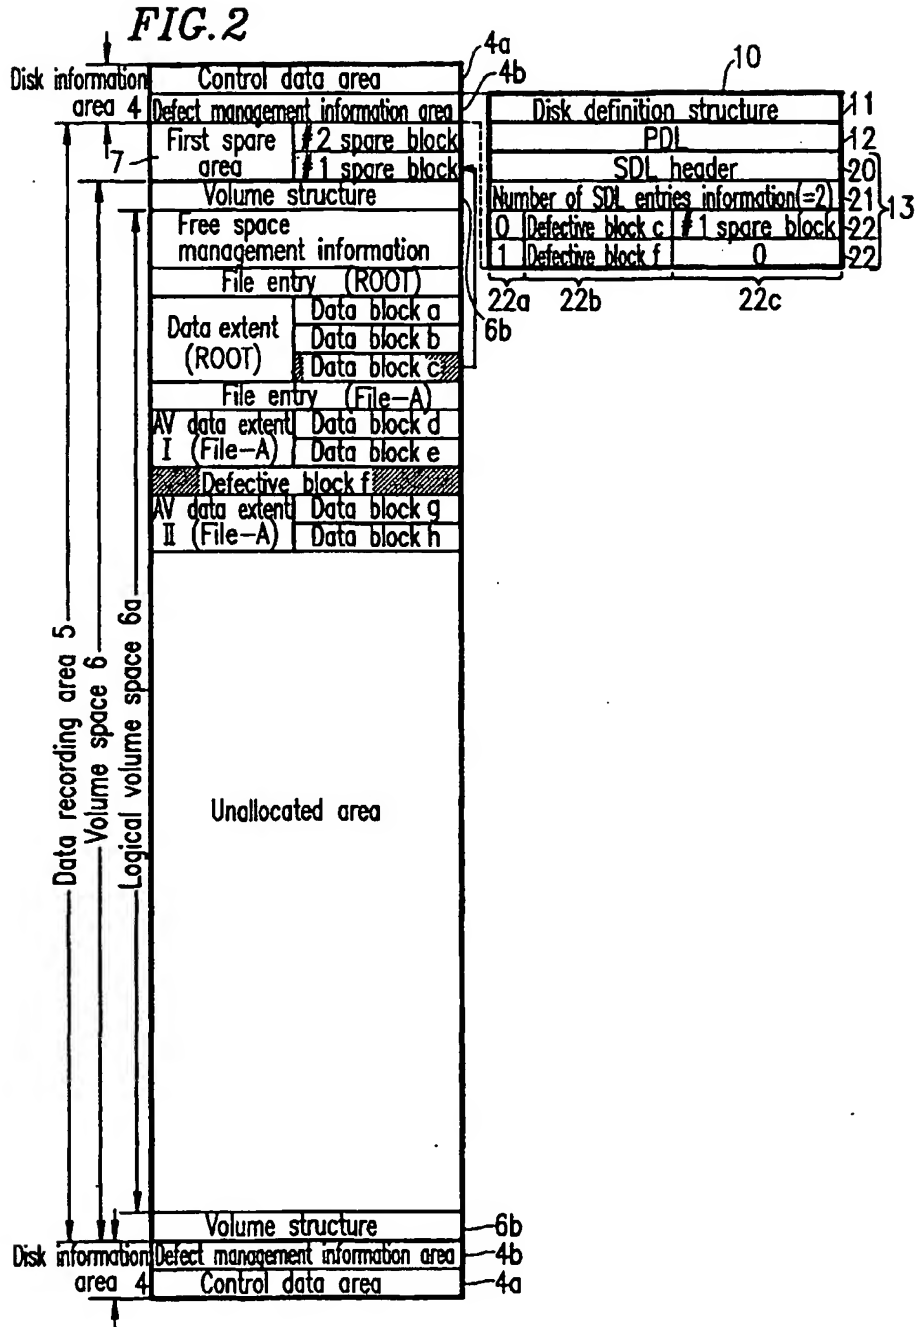 FIG.2
4a
Disk information
area 4
Control data area
4b
Defect management information area
7
First spare
area
#2 spare block
#1 spare block
Volume structure
Free space
management information
File entry (ROOT)
Data extent
(ROOT)
Data block a
Data block b
Data block c
6b
File entry (File-A)
AV data extent
I (File-A)
Data block d
Data block e
Defective block f
AV data extent
II (File-A)
Data block g
Data block h
Unallocated area
Data recording area 5
Volume space 6
Logical volume space 6a
Volume structure
6b
Disk information
area 4
Defect management information area
4b
Control data area
4a
10
Disk definition structure
11
PDL
12
SDL header
20
Number of SDL entries information(=2)
21
13
0 Defective block c #1 spare block
22
1 Defective block f 0
22
22a 22b 22c